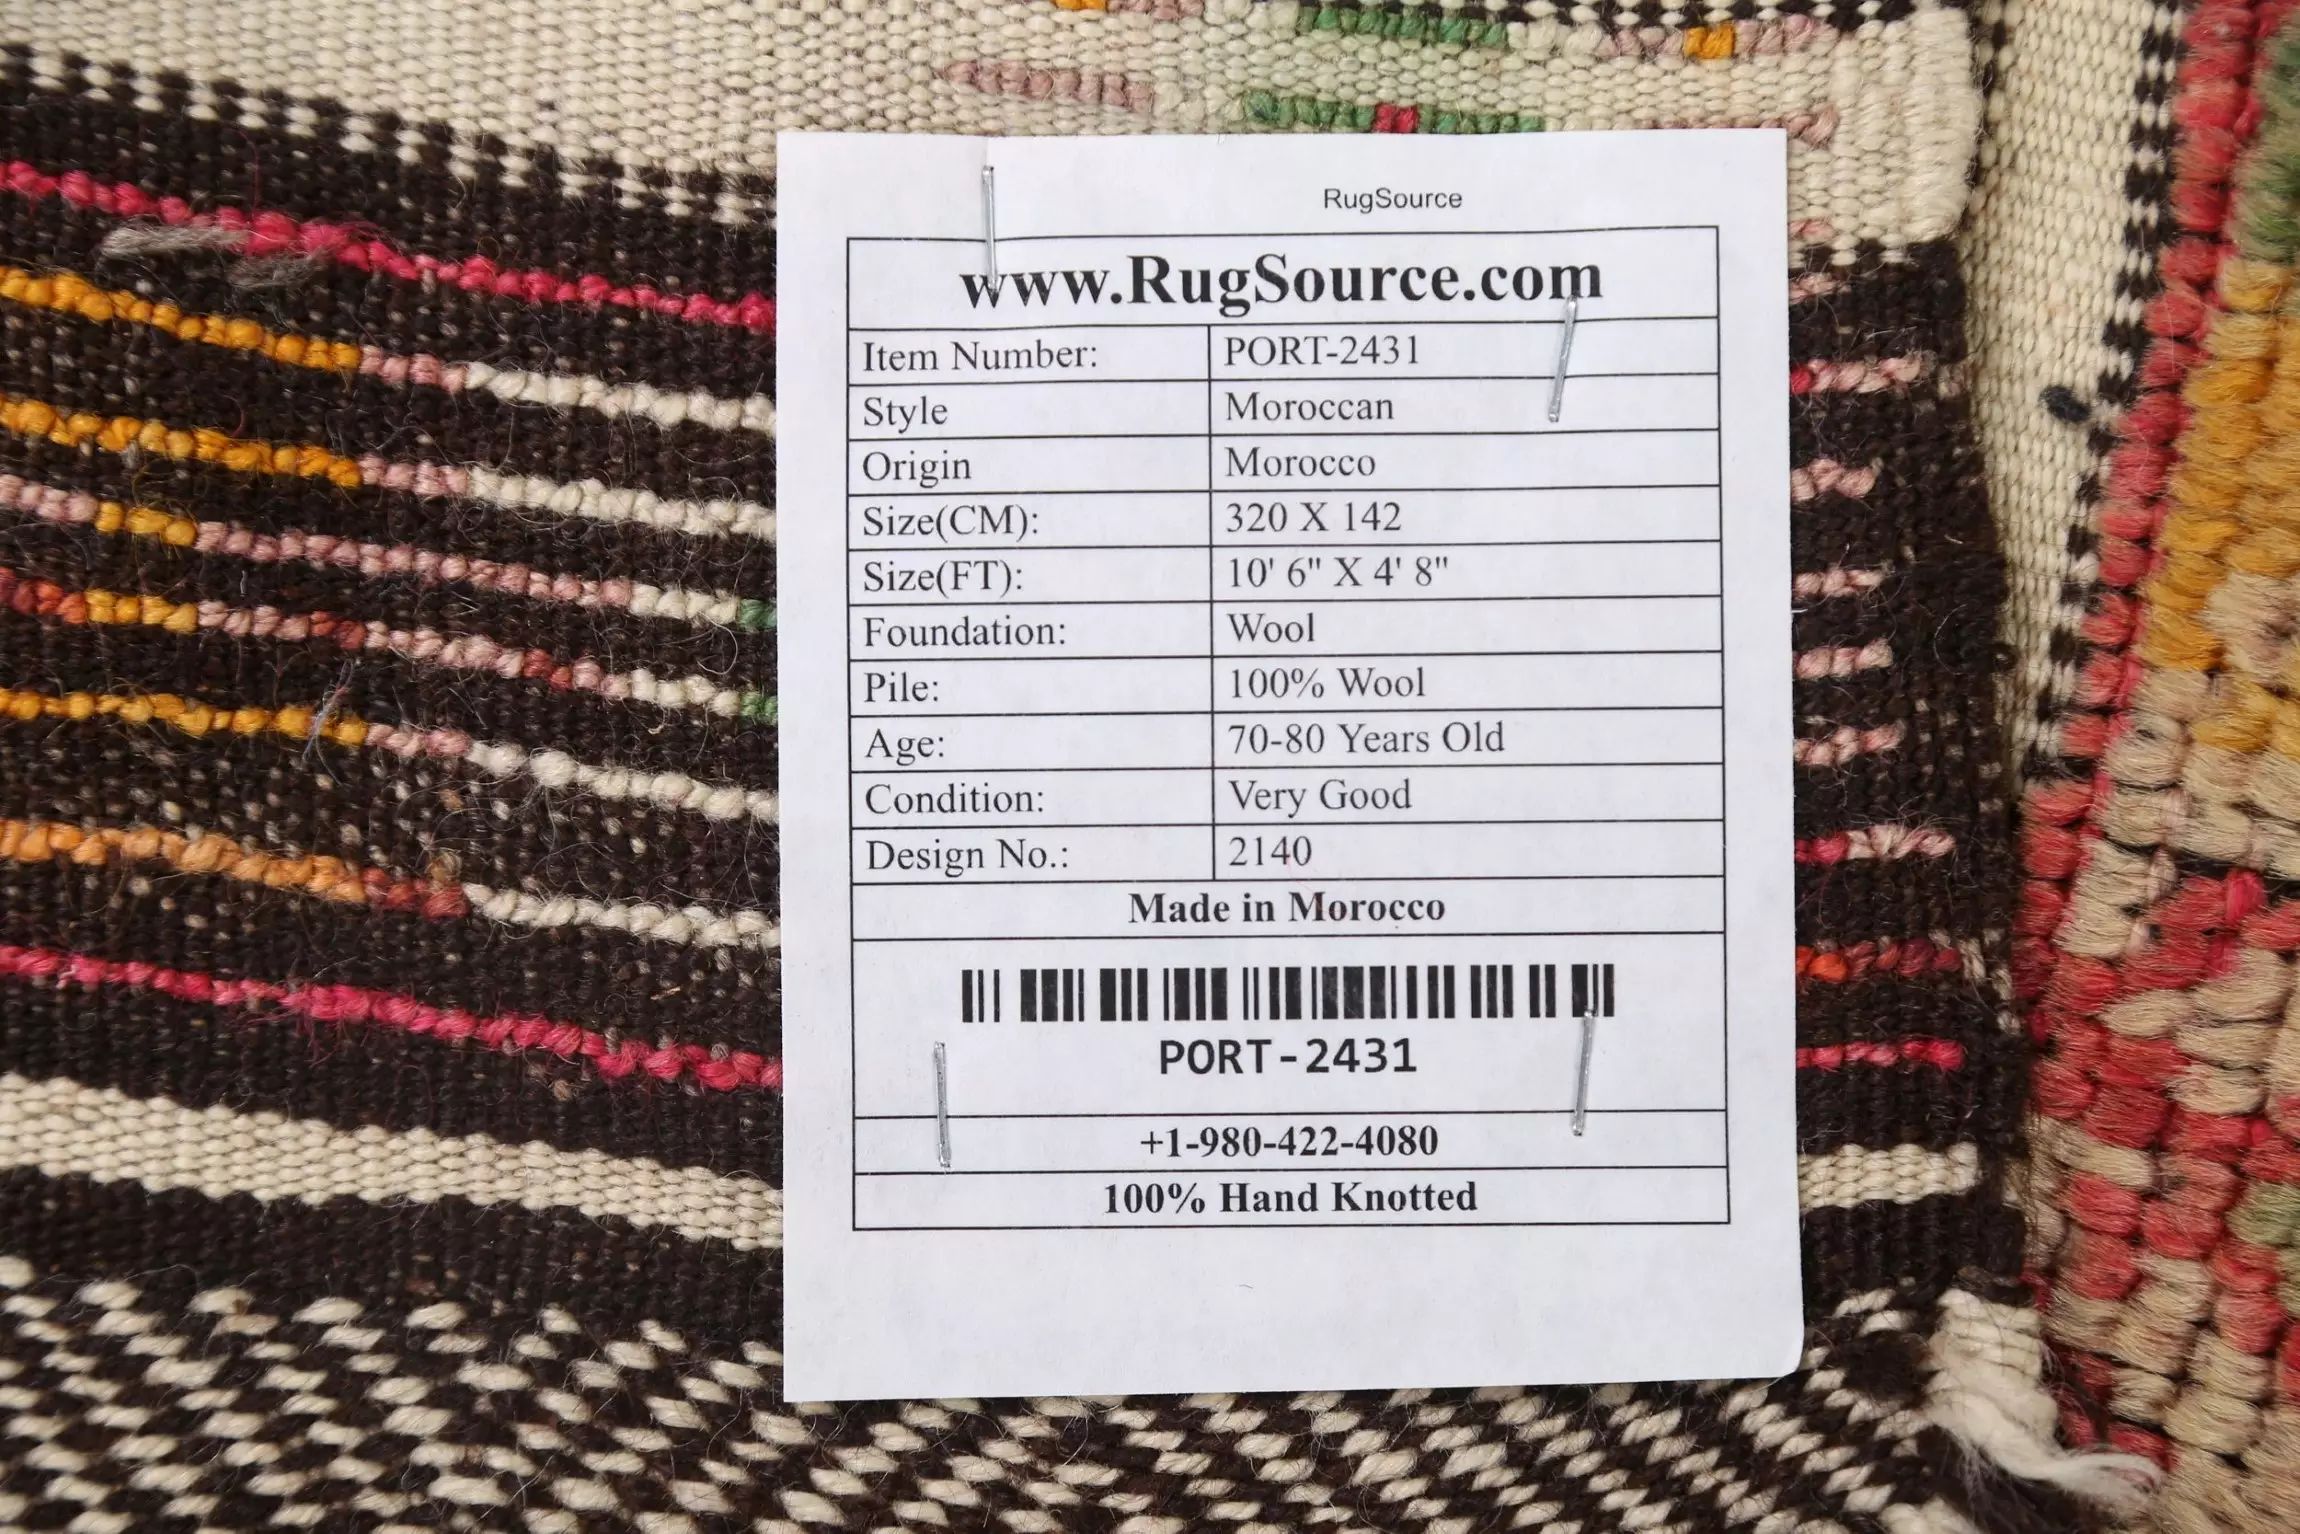 RugSource
www.RugSource.com
Item Number: PORT-2431
Style Moroccan
Origin Morocco
Size(CM): 320 X 142
Size(FT): 10' 6" X 4' 8"
Foundation: Wool
Pile: 100% Wool
Age: 70-80 Years Old
Condition: Very Good
Design No.: 2140
Made in Morocco
PORT-2431
+1-980-422-4080
100% Hand Knotted